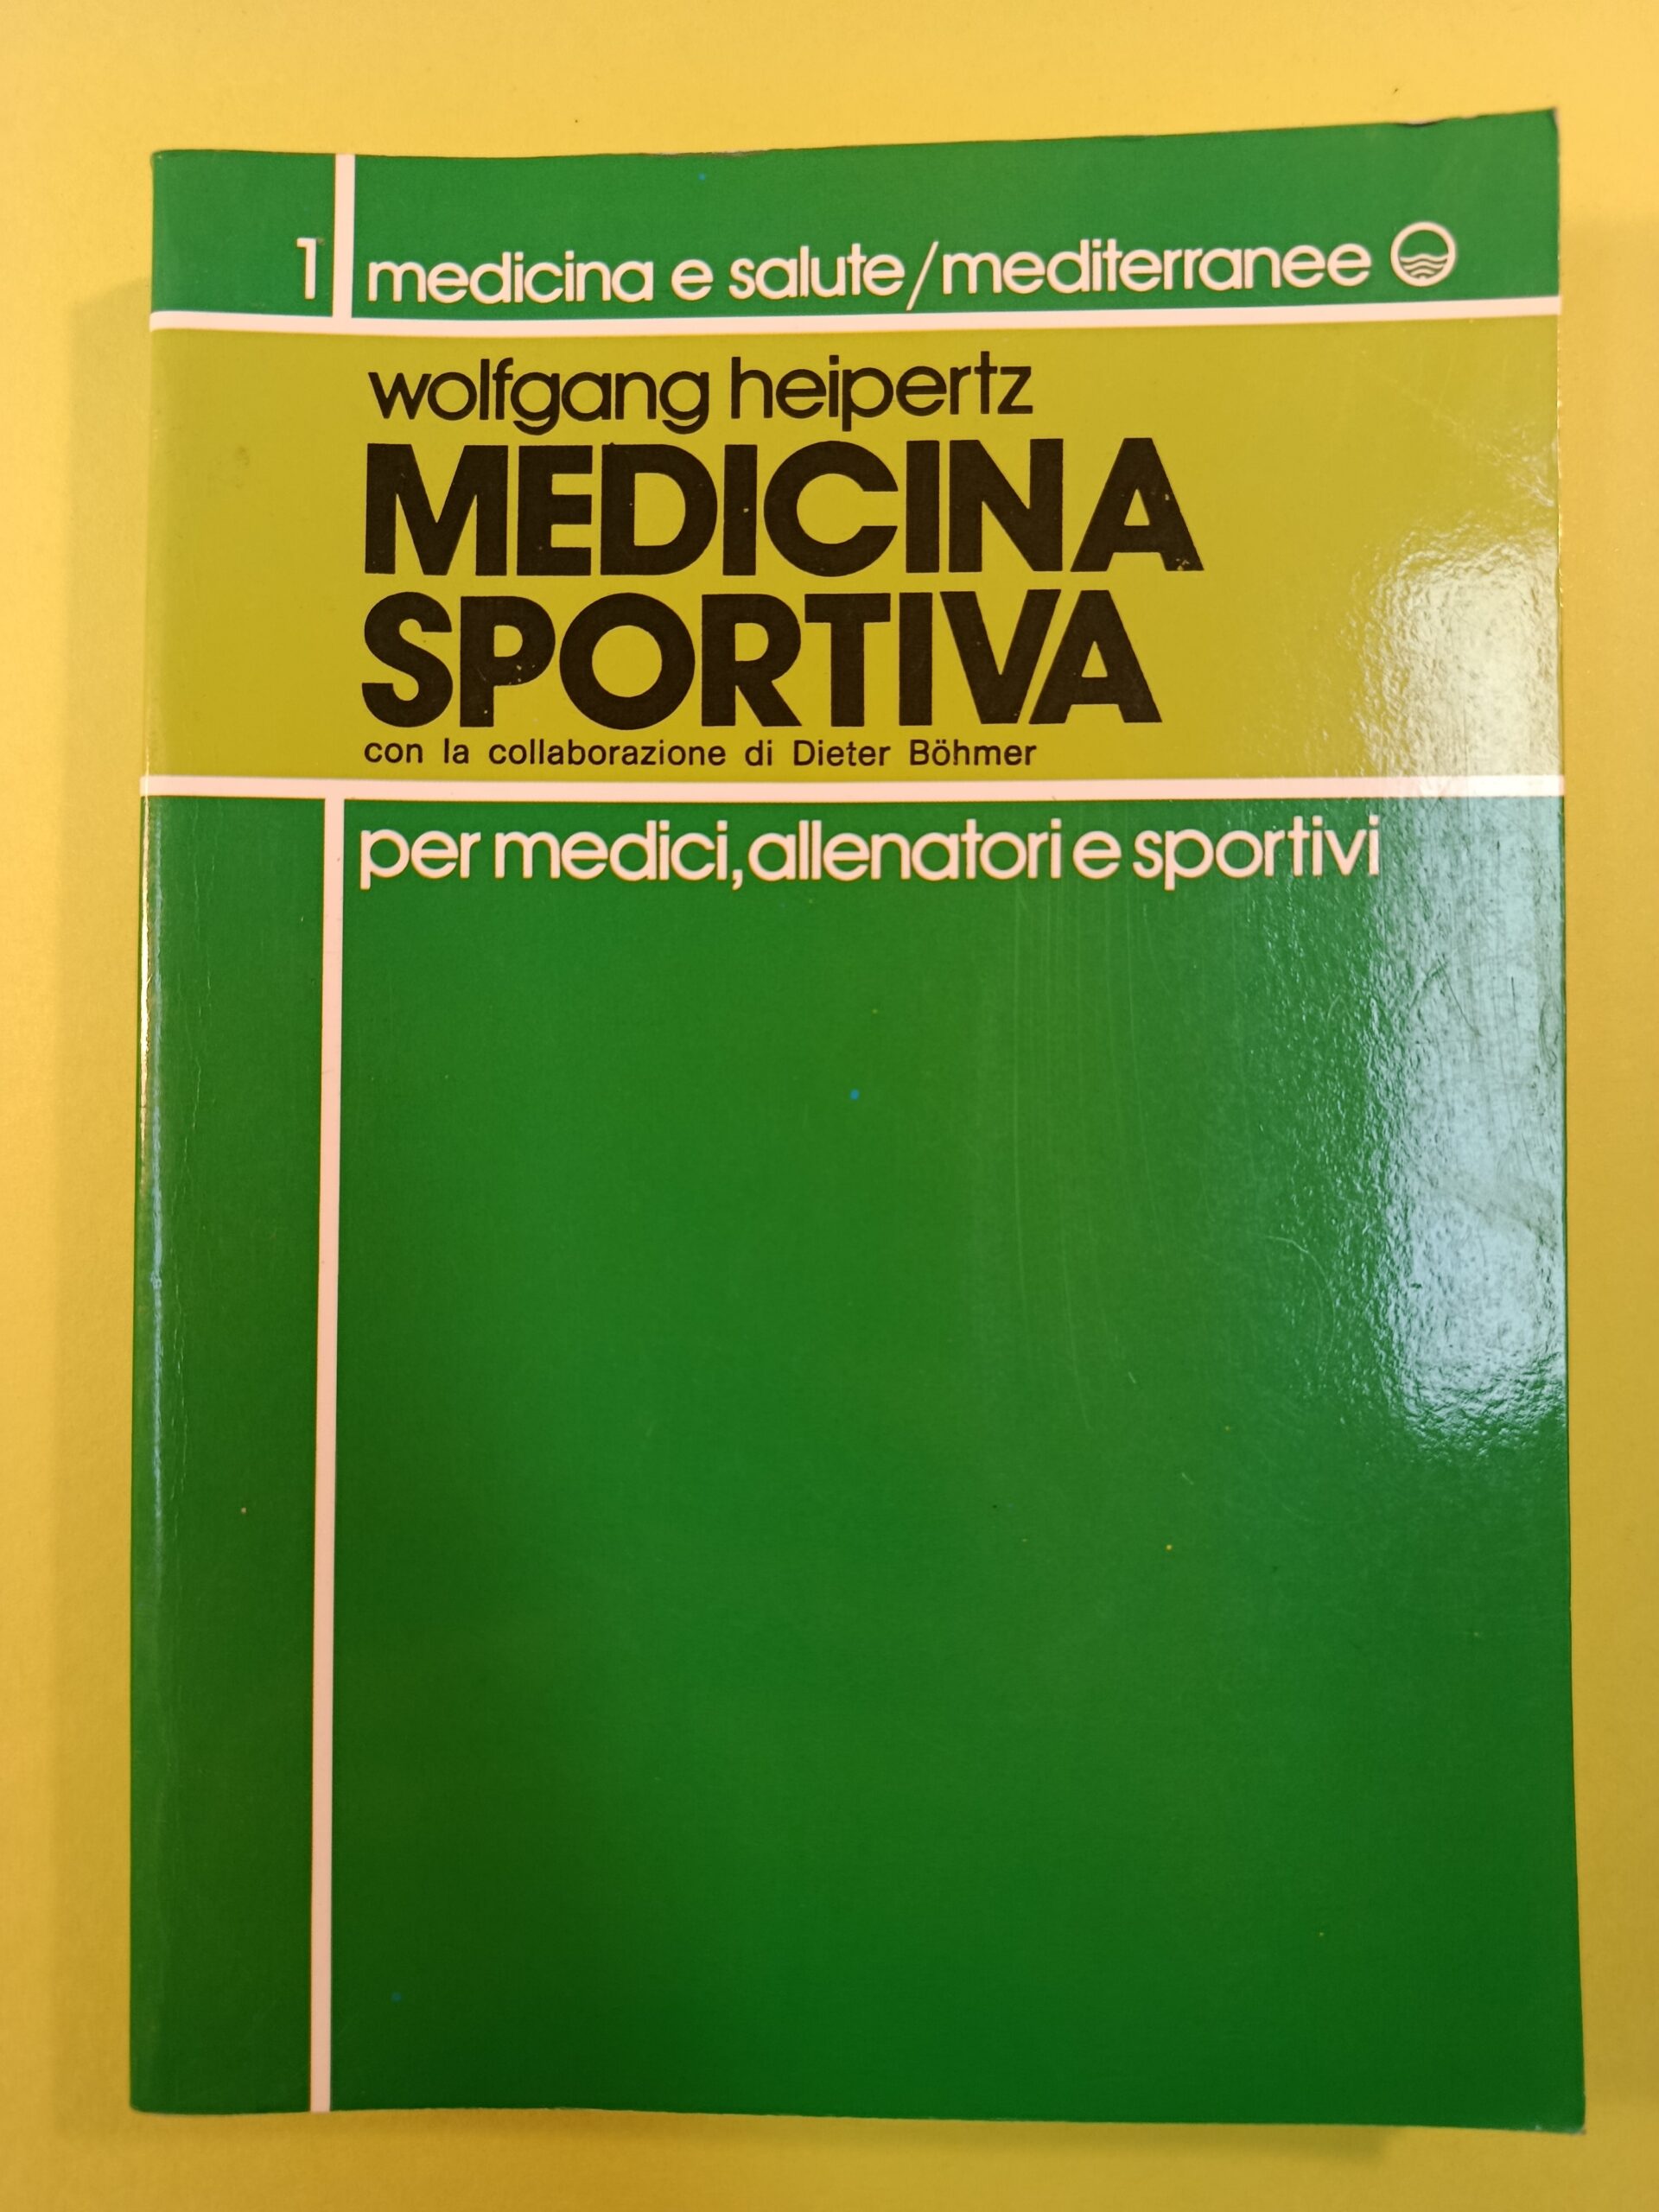 1 medicina e salute/mediterranee
wolfgang heipertz
MEDICINA
SPORTIVA
con la collaborazione di Dieter Böhmer
per medici, allenatori e sportivi